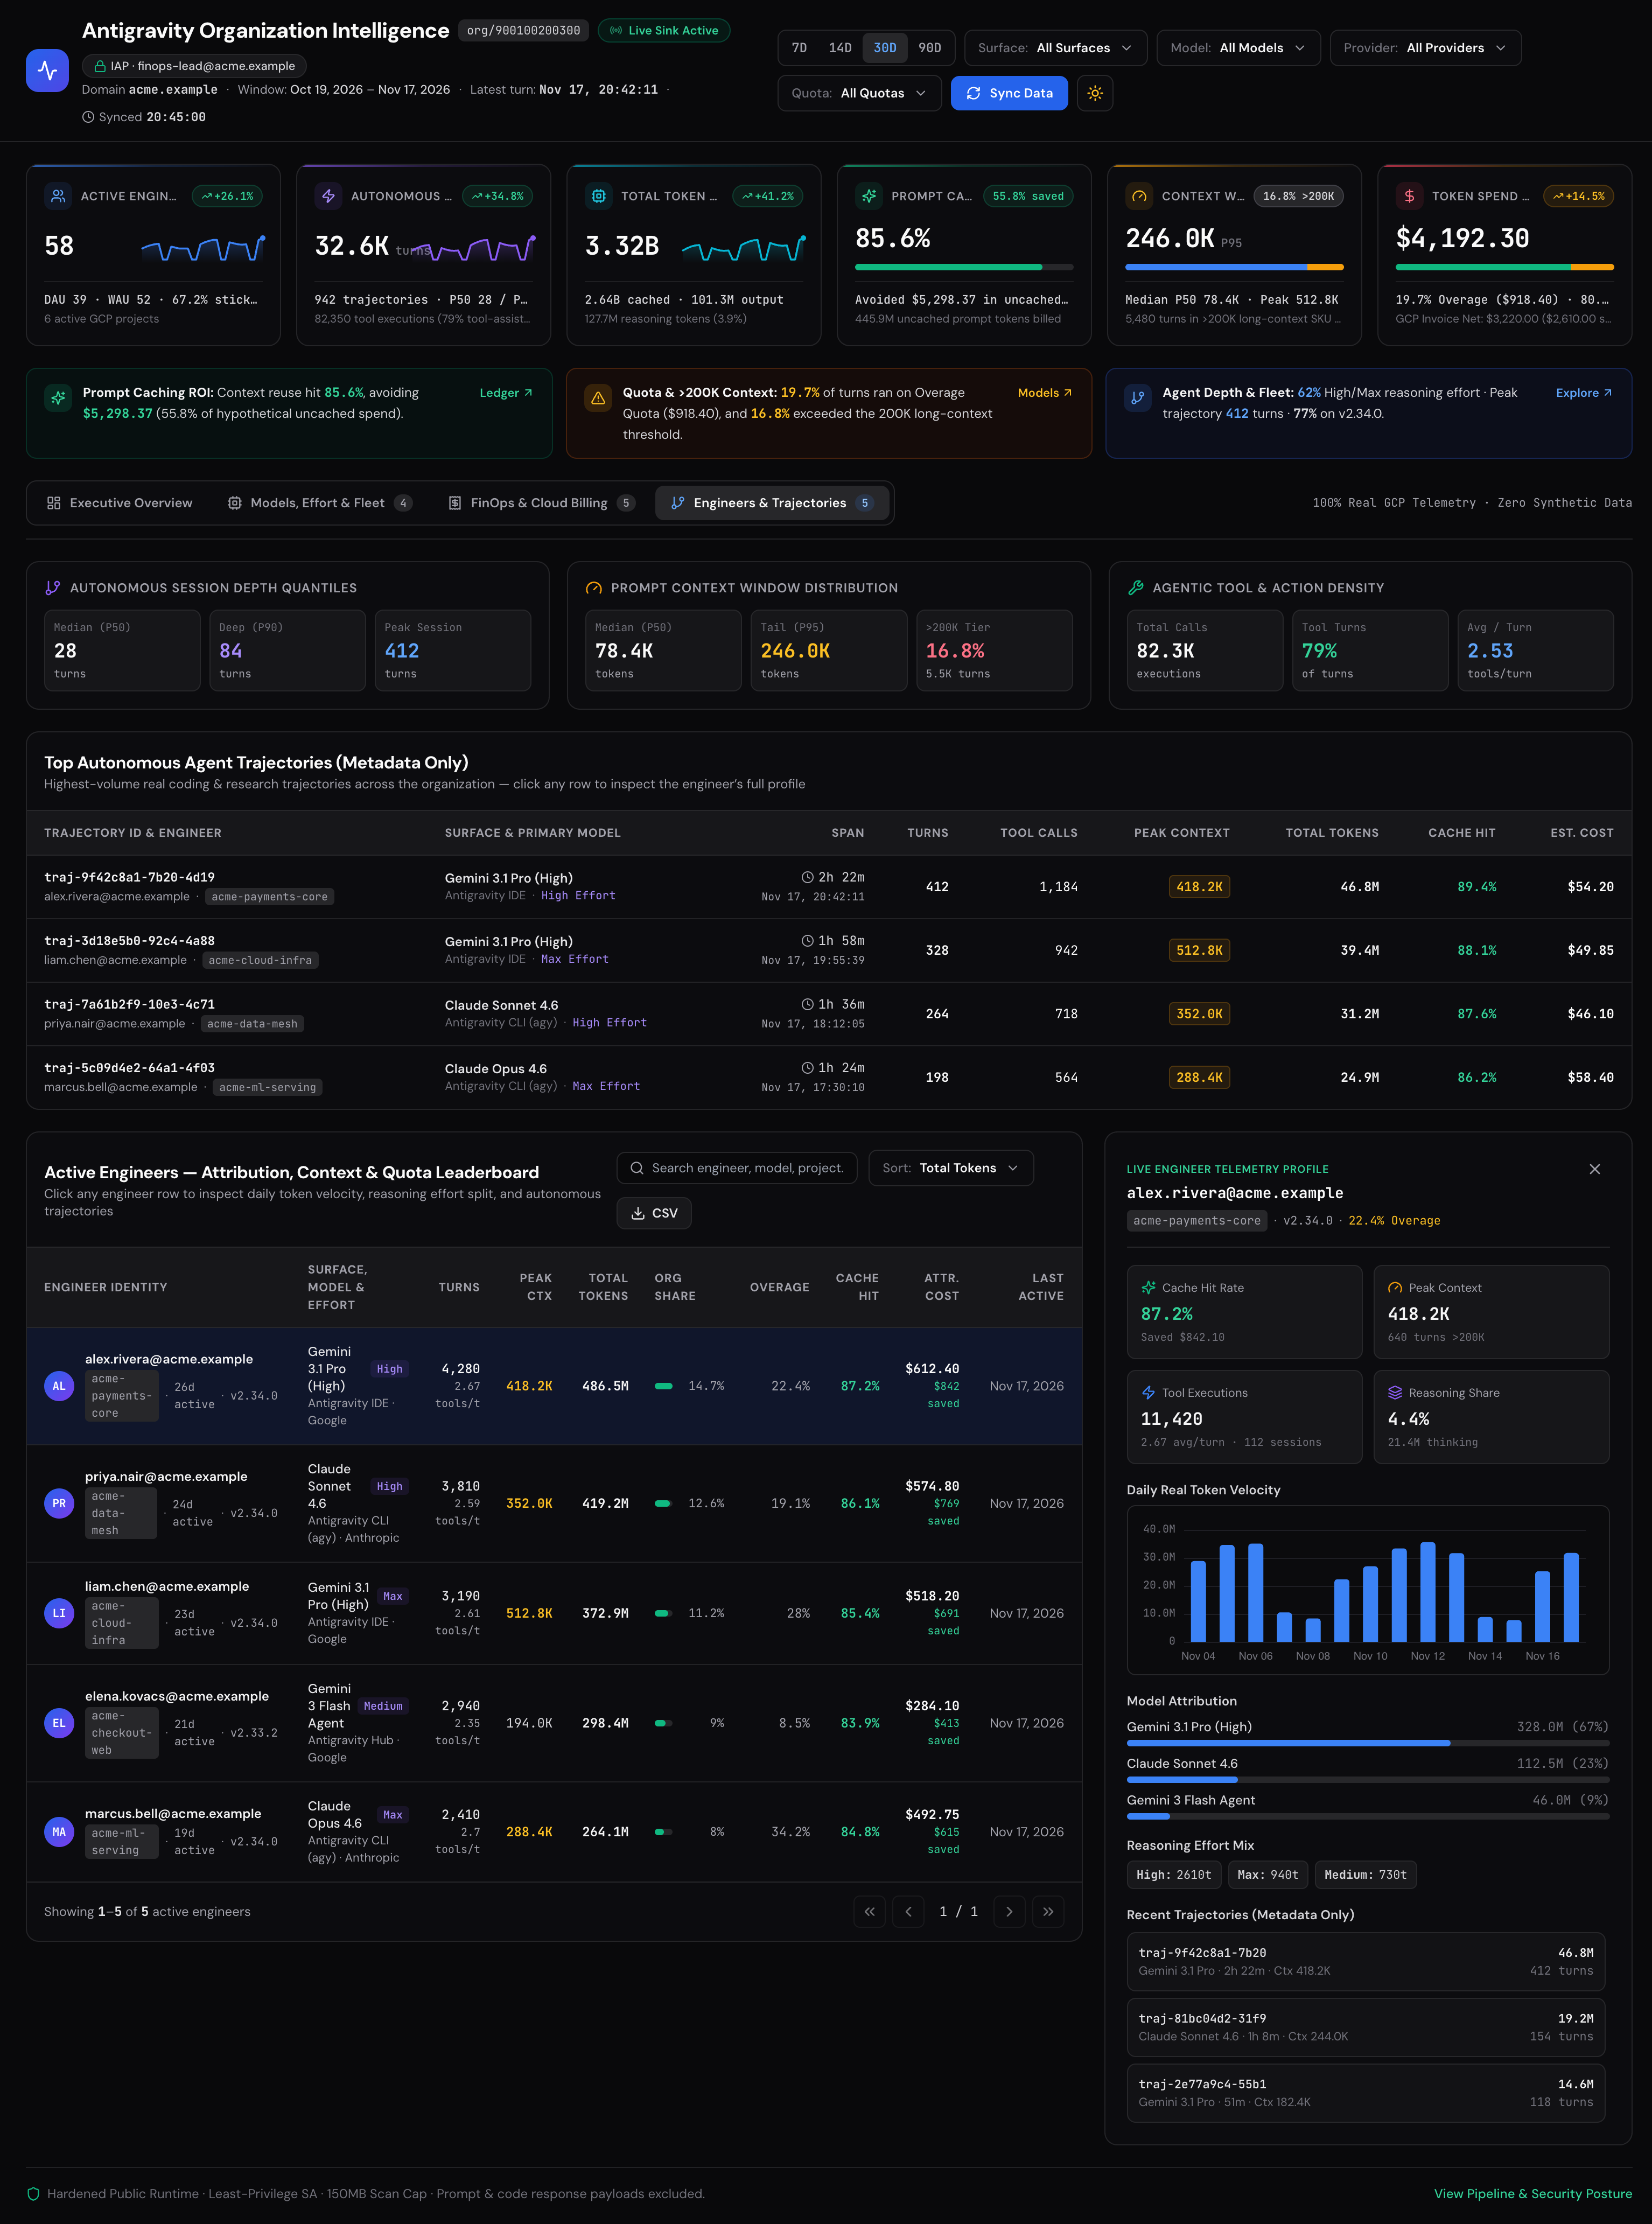 Antigravity Organization Intelligence org/900100200300 Live Sink Active
IAP · finops-lead@acme.example
Domain acme.example · Window: Oct 19, 2026 – Nov 17, 2026 · Latest turn: Nov 17, 20:42:11 ·
Synced 20:45:00
7D 14D 30D 90D Surface: All Surfaces Model: All Models Provider: All Providers
Quota: All Quotas Sync Data
ACTIVE ENGIN… +26.1%
58
DAU 39 · WAU 52 · 67.2% stick…
6 active GCP projects
AUTONOMOUS … +34.8%
32.6K turns
942 trajectories · P50 28 / P…
82,350 tool executions (79% tool-assist…
TOTAL TOKEN … +41.2%
3.32B
2.64B cached · 101.3M output
127.7M reasoning tokens (3.9%)
PROMPT CA… 55.8% saved
85.6%
Avoided $5,298.37 in uncached…
445.9M uncached prompt tokens billed
CONTEXT W… 16.8% >200K
246.0K P95
Median P50 78.4K · Peak 512.8K
5,480 turns in >200K long-context SKU …
TOKEN SPEND … +14.5%
$4,192.30
19.7% Overage ($918.40) · 80.…
GCP Invoice Net: $3,220.00 ($2,610.00 s…
Prompt Caching ROI: Context reuse hit 85.6%, avoiding
$5,298.37 (55.8% of hypothetical uncached spend).
Ledger
Quota & >200K Context: 19.7% of turns ran on Overage
Quota ($918.40), and 16.8% exceeded the 200K long-context
threshold.
Models
Agent Depth & Fleet: 62% High/Max reasoning effort · Peak
trajectory 412 turns · 77% on v2.34.0.
Explore
Executive Overview Models, Effort & Fleet 4 FinOps & Cloud Billing 5 Engineers & Trajectories 5
100% Real GCP Telemetry · Zero Synthetic Data
AUTONOMOUS SESSION DEPTH QUANTILES
Median (P50) Deep (P90) Peak Session
28 84 412
turns turns turns
PROMPT CONTEXT WINDOW DISTRIBUTION
Median (P50) Tail (P95) >200K Tier
78.4K 246.0K 16.8%
tokens tokens 5.5K turns
AGENTIC TOOL & ACTION DENSITY
Total Calls Tool Turns Avg / Turn
82.3K 79% 2.53
executions of turns tools/turn
Top Autonomous Agent Trajectories (Metadata Only)
Highest-volume real coding & research trajectories across the organization — click any row to inspect the engineer's full profile
TRAJECTORY ID & ENGINEER SURFACE & PRIMARY MODEL SPAN TURNS TOOL CALLS PEAK CONTEXT TOTAL TOKENS CACHE HIT EST. COST
traj-9f42c8a1-7b20-4d19 Gemini 3.1 Pro (High) 2h 22m 412 1,184 418.2K 46.8M 89.4% $54.20
alex.rivera@acme.example · acme-payments-core Antigravity IDE · High Effort Nov 17, 20:42:11
traj-3d18e5b0-92c4-4a88 Gemini 3.1 Pro (High) 1h 58m 328 942 512.8K 39.4M 88.1% $49.85
liam.chen@acme.example · acme-cloud-infra Antigravity IDE · Max Effort Nov 17, 19:55:39
traj-7a61b2f9-10e3-4c71 Claude Sonnet 4.6 1h 36m 264 718 352.0K 31.2M 87.6% $46.10
priya.nair@acme.example · acme-data-mesh Antigravity CLI (agy) · High Effort Nov 17, 18:12:05
traj-5c09d4e2-64a1-4f03 Claude Opus 4.6 1h 24m 198 564 288.4K 24.9M 86.2% $58.40
marcus.bell@acme.example · acme-ml-serving Antigravity CLI (agy) · Max Effort Nov 17, 17:30:10
Active Engineers — Attribution, Context & Quota Leaderboard
Click any engineer row to inspect daily token velocity, reasoning effort split, and autonomous
trajectories
Search engineer, model, project. Sort: Total Tokens
CSV
ENGINEER IDENTITY SURFACE, MODEL & EFFORT TURNS PEAK CTX TOTAL TOKENS ORG SHARE OVERAGE CACHE HIT ATTR. COST LAST ACTIVE
AL alex.rivera@acme.example acme-payments-core · 26d active · v2.34.0 Gemini 3.1 Pro (High) High Antigravity IDE · Google 4,280 2.67 tools/t 418.2K 486.5M 14.7% 22.4% 87.2% $612.40 $842 saved Nov 17, 2026
PR priya.nair@acme.example acme-data-mesh · 24d active · v2.34.0 Claude Sonnet 4.6 High Antigravity CLI (agy) · Anthropic 3,810 2.59 tools/t 352.0K 419.2M 12.6% 19.1% 86.1% $574.80 $769 saved Nov 17, 2026
LI liam.chen@acme.example acme-cloud-infra · 23d active · v2.34.0 Gemini 3.1 Pro (High) Max Antigravity IDE · Google 3,190 2.61 tools/t 512.8K 372.9M 11.2% 28% 85.4% $518.20 $691 saved Nov 17, 2026
EL elena.kovacs@acme.example acme-checkout-web · 21d active · v2.33.2 Gemini 3 Flash Agent Medium Antigravity Hub · Google 2,940 2.35 tools/t 194.0K 298.4M 9% 8.5% 83.9% $284.10 $413 saved Nov 17, 2026
MA marcus.bell@acme.example acme-ml-serving · 19d active · v2.34.0 Claude Opus 4.6 Max Antigravity CLI (agy) · Anthropic 2,410 2.7 tools/t 288.4K 264.1M 8% 34.2% 84.8% $492.75 $615 saved Nov 17, 2026
Showing 1–5 of 5 active engineers 1 / 1
LIVE ENGINEER TELEMETRY PROFILE
alex.rivera@acme.example
acme-payments-core · v2.34.0 · 22.4% Overage
Cache Hit Rate
87.2%
Saved $842.10
Peak Context
418.2K
640 turns >200K
Tool Executions
11,420
2.67 avg/turn · 112 sessions
Reasoning Share
4.4%
21.4M thinking
Daily Real Token Velocity
40.0M
30.0M
20.0M
10.0M
0
Nov 04 Nov 06 Nov 08 Nov 10 Nov 12 Nov 14 Nov 16
Model Attribution
Gemini 3.1 Pro (High) 328.0M (67%)
Claude Sonnet 4.6 112.5M (23%)
Gemini 3 Flash Agent 46.0M (9%)
Reasoning Effort Mix
High: 2610t Max: 940t Medium: 730t
Recent Trajectories (Metadata Only)
traj-9f42c8a1-7b20 46.8M
Gemini 3.1 Pro · 2h 22m · Ctx 418.2K 412 turns
traj-81bc04d2-31f9 19.2M
Claude Sonnet 4.6 · 1h 8m · Ctx 244.0K 154 turns
traj-2e77a9c4-55b1 14.6M
Gemini 3.1 Pro · 51m · Ctx 182.4K 118 turns
Hardened Public Runtime · Least-Privilege SA · 150MB Scan Cap · Prompt & code response payloads excluded.
View Pipeline & Security Posture